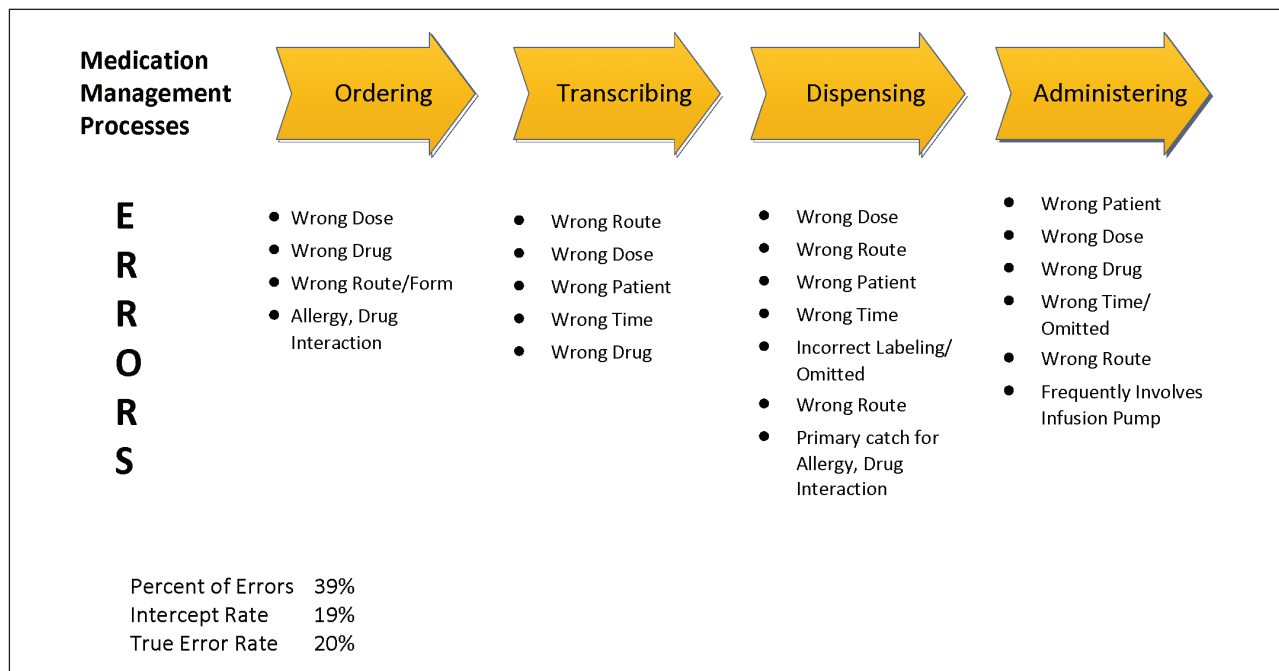 Medication
Management
Processes
Ordering
Transcribing
Dispensing
Administering
E
R
R
O
R
S
● Wrong Dose
● Wrong Drug
● Wrong Route/Form
● Allergy, Drug
Interaction
● Wrong Route
● Wrong Dose
● Wrong Patient
● Wrong Time
● Wrong Drug
● Wrong Dose
● Wrong Route
● Wrong Patient
● Wrong Time
● Incorrect Labeling/
Omitted
● Wrong Route
● Primary catch for
Allergy, Drug
Interaction
● Wrong Patient
● Wrong Dose
● Wrong Drug
● Wrong Time/
Omitted
● Wrong Route
● Frequently Involves
Infusion Pump
Percent of Errors 39%
Intercept Rate 19%
True Error Rate 20%